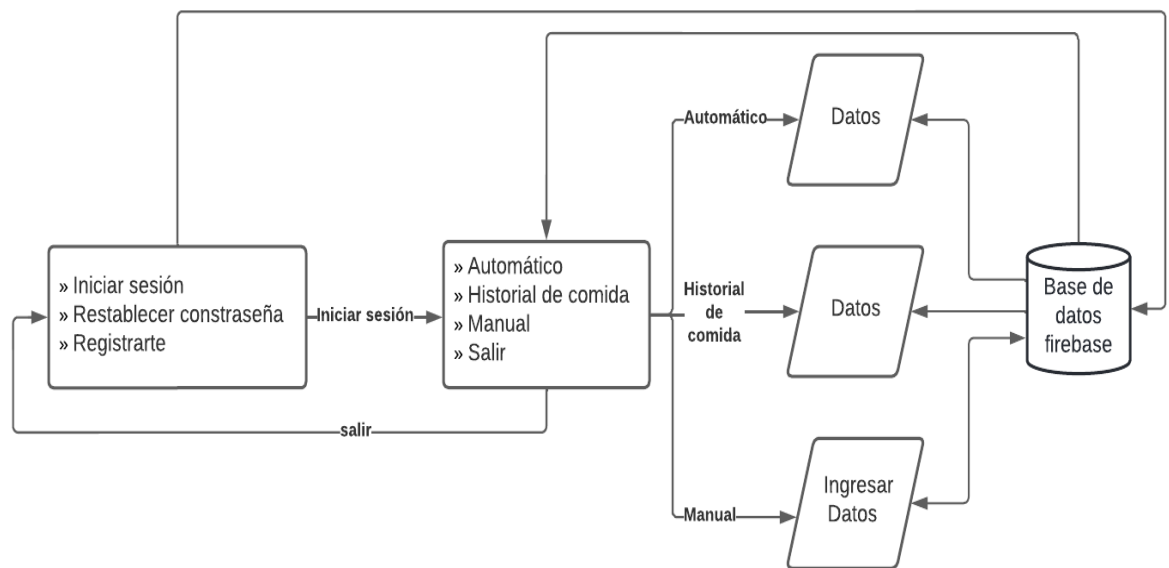 » Iniciar sesión
» Restablecer constraseña
» Registrarte
Iniciar sesión
» Automático
» Historial de comida
» Manual
» Salir
salir
Automático
Historial
de
comida
Manual
Datos
Datos
Ingresar
Datos
Base de
datos
firebase